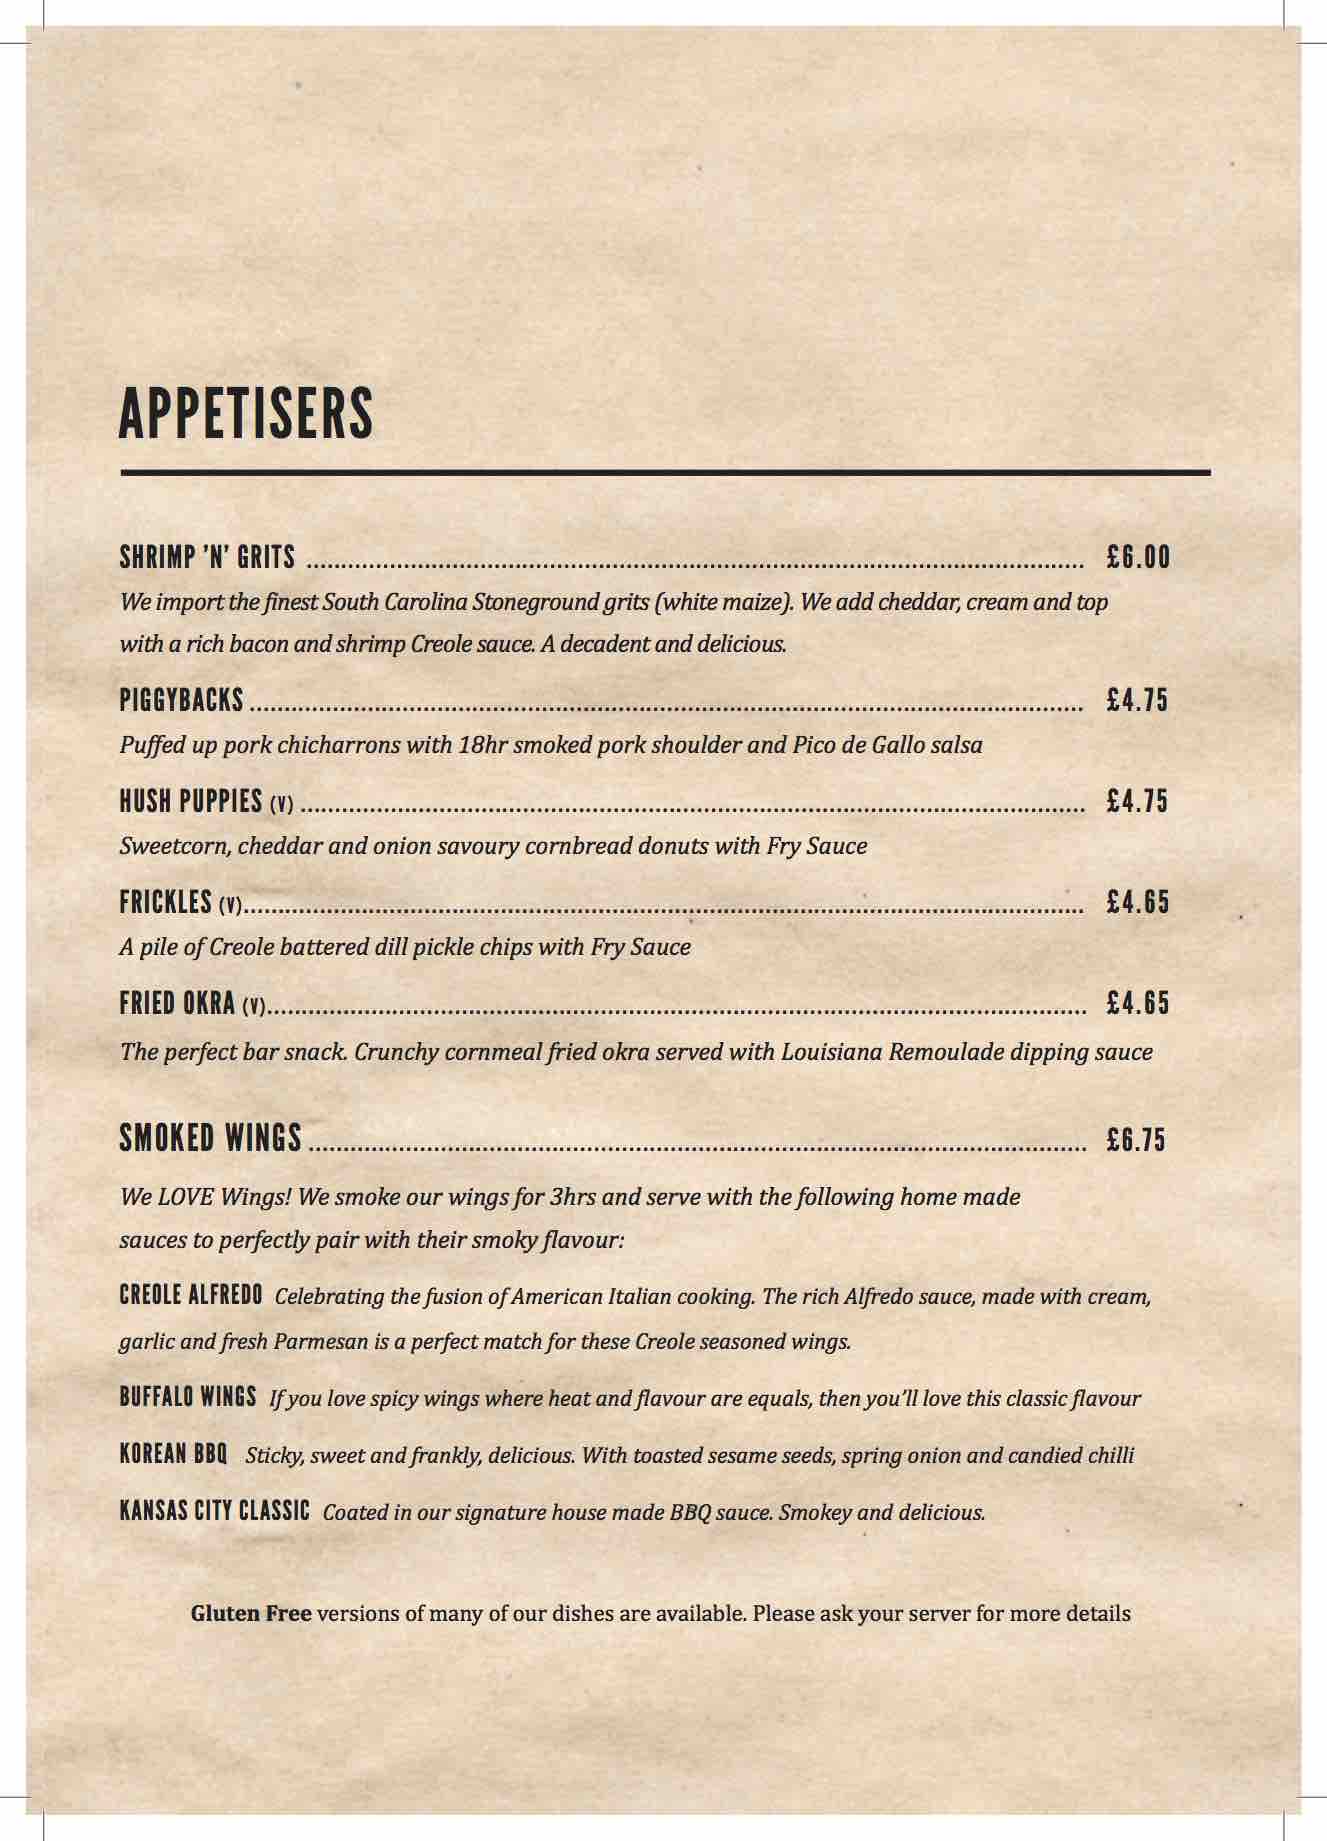 APPETISERS
SHRIMP ’N’ GRITS ........................................................................................................ £6.00
We import the finest South Carolina Stoneground grits (white maize). We add cheddar, cream and top
with a rich bacon and shrimp Creole sauce. A decadent and delicious.
PIGGYBACKS ........................................................................................................ £4.75
Puffed up pork chicharrons with 18hr smoked pork shoulder and Pico de Gallo salsa
HUSH PUPPIES (V) ........................................................................................................ £4.75
Sweetcorn, cheddar and onion savoury cornbread donuts with Fry Sauce
FRICKLES (V)........................................................................................................ £4.65
A pile of Creole battered dill pickle chips with Fry Sauce
FRIED OKRA (V)........................................................................................................ £4.65
The perfect bar snack. Crunchy cornmeal fried okra served with Louisiana Remoulade dipping sauce
SMOKED WINGS ........................................................................................................ £6.75
We LOVE Wings! We smoke our wings for 3hrs and serve with the following home made
sauces to perfectly pair with their smoky flavour:
CREOLE ALFREDO Celebrating the fusion of American Italian cooking. The rich Alfredo sauce, made with cream,
garlic and fresh Parmesan is a perfect match for these Creole seasoned wings.
BUFFALO WINGS If you love spicy wings where heat and flavour are equals, then you’ll love this classic flavour
KOREAN BBQ Sticky, sweet and frankly, delicious. With toasted sesame seeds, spring onion and candied chilli
KANSAS CITY CLASSIC Coated in our signature house made BBQ sauce. Smokey and delicious.
Gluten Free versions of many of our dishes are available. Please ask your server for more details